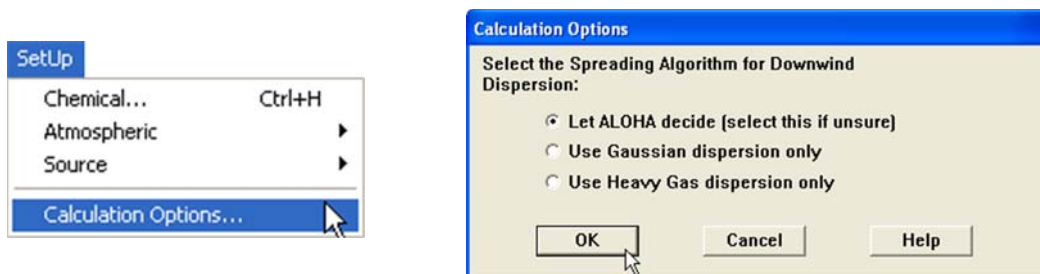 SetUp
Chemical... Ctrl+H
Atmospheric
Source
Calculation Options...
Calculation Options
Select the Spreading Algorithm for Downwind
Dispersion:
Let ALOHA decide (select this if unsure)
Use Gaussian dispersion only
Use Heavy Gas dispersion only
OK Cancel Help